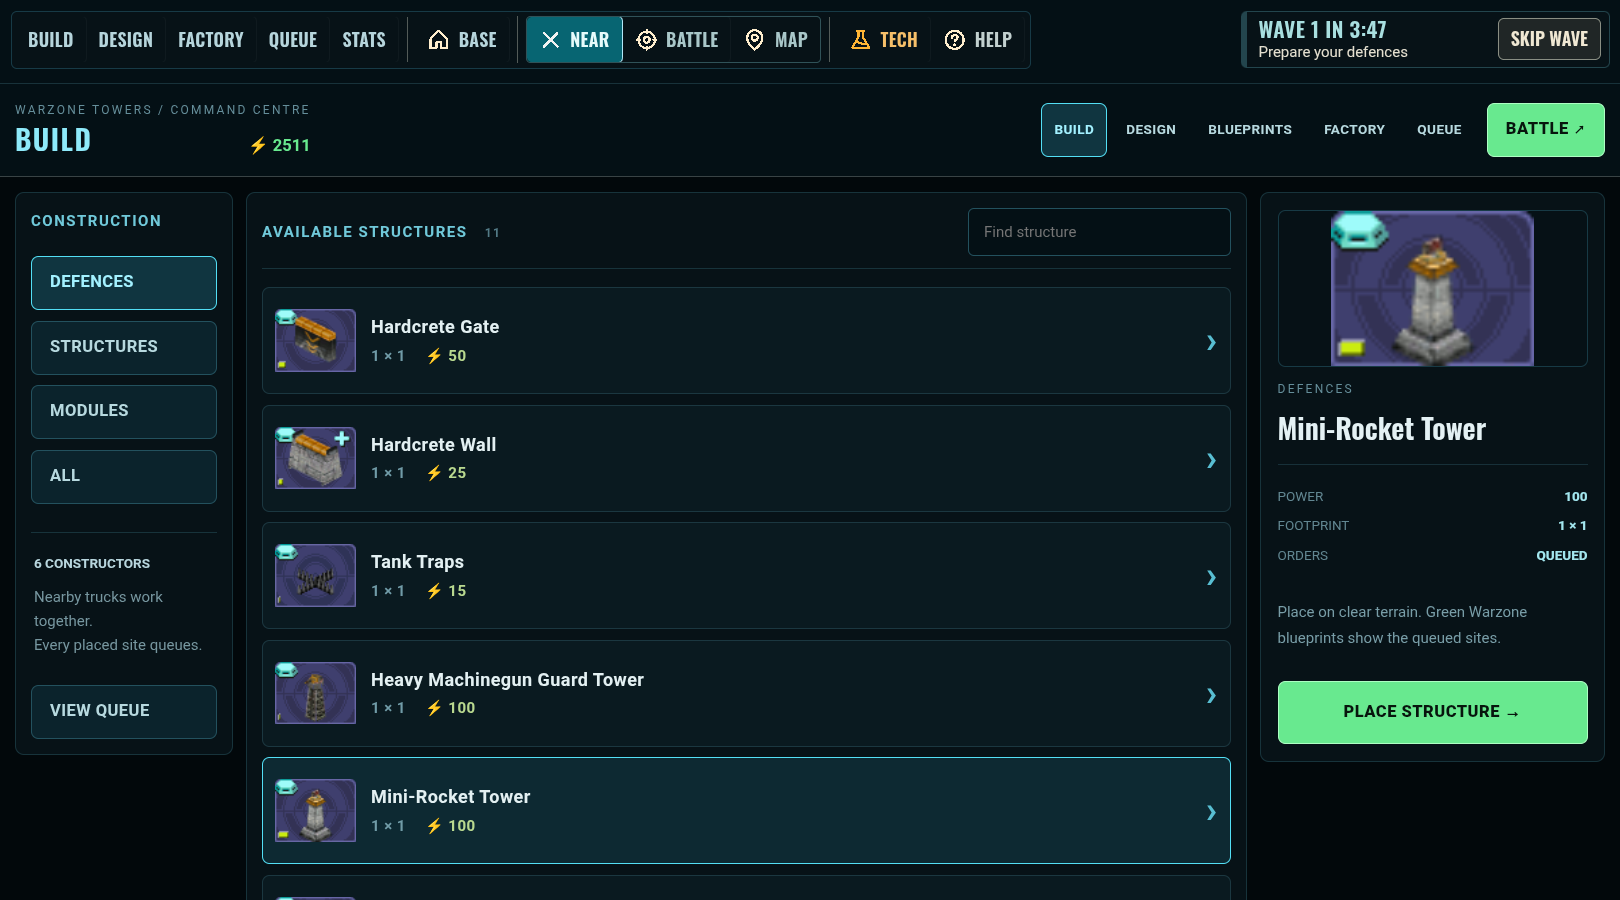 BUILD
DESIGN
FACTORY
QUEUE
STATS
BASE
NEAR
BATTLE
MAP
TECH
HELP
WAVE 1 IN 3:47
Prepare your defences
SKIP WAVE
WARZONE TOWERS / COMMAND CENTRE
BUILD
⚡ 2511
BUILD
DESIGN
BLUEPRINTS
FACTORY
QUEUE
BATTLE ↗
CONSTRUCTION
DEFENCES
STRUCTURES
MODULES
ALL
6 CONSTRUCTORS
Nearby trucks work
together.
Every placed site queues.
VIEW QUEUE
AVAILABLE STRUCTURES 11
Find structure
Hardcrete Gate
1 × 1 ⚡ 50
Hardcrete Wall
1 × 1 ⚡ 25
Tank Traps
1 × 1 ⚡ 15
Heavy Machinegun Guard Tower
1 × 1 ⚡ 100
Mini-Rocket Tower
1 × 1 ⚡ 100
DEFENCES
Mini-Rocket Tower
POWER 100
FOOTPRINT 1 × 1
ORDERS QUEUED
Place on clear terrain. Green Warzone
blueprints show the queued sites.
PLACE STRUCTURE →